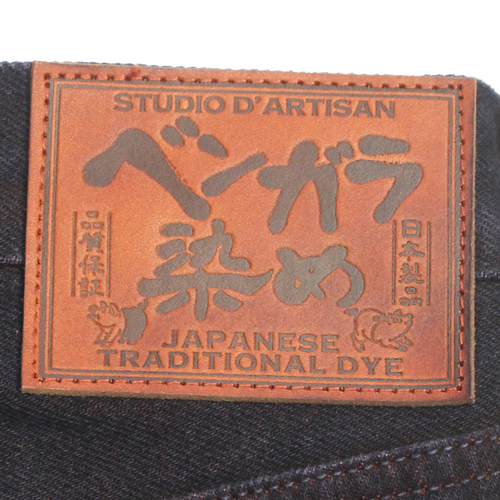 STUDIO D'ARTISAN
ベンガラ
染め
品質保証
日本製品
JAPANESE
TRADITIONAL DYE